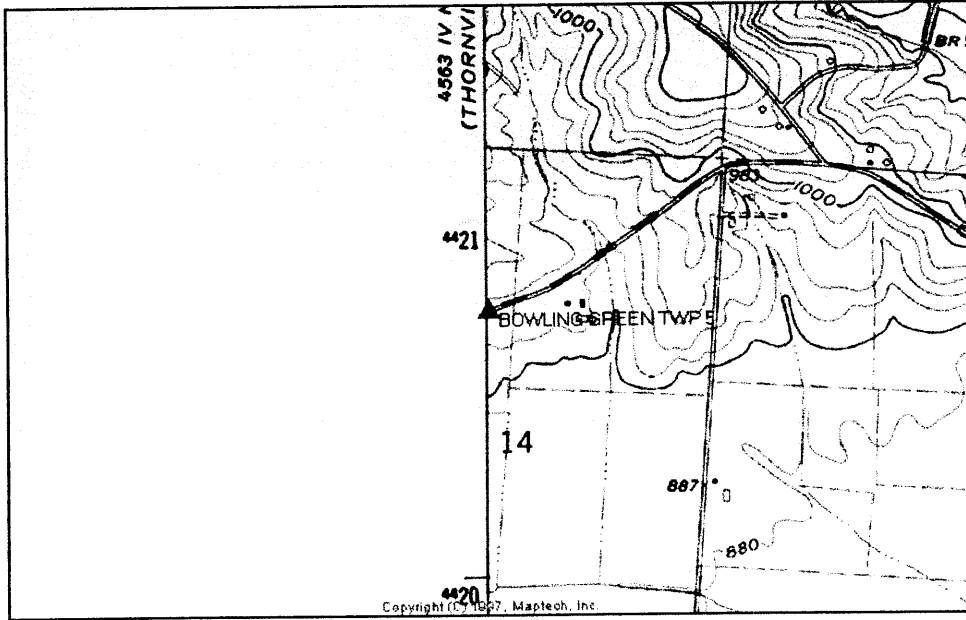 4563 IV N
(THORNVI
1000
BR
983
1000
4421
BOWLING GREEN TWP 5
14
887
880
4420
Copyright (C) 1997, Maptech, Inc.